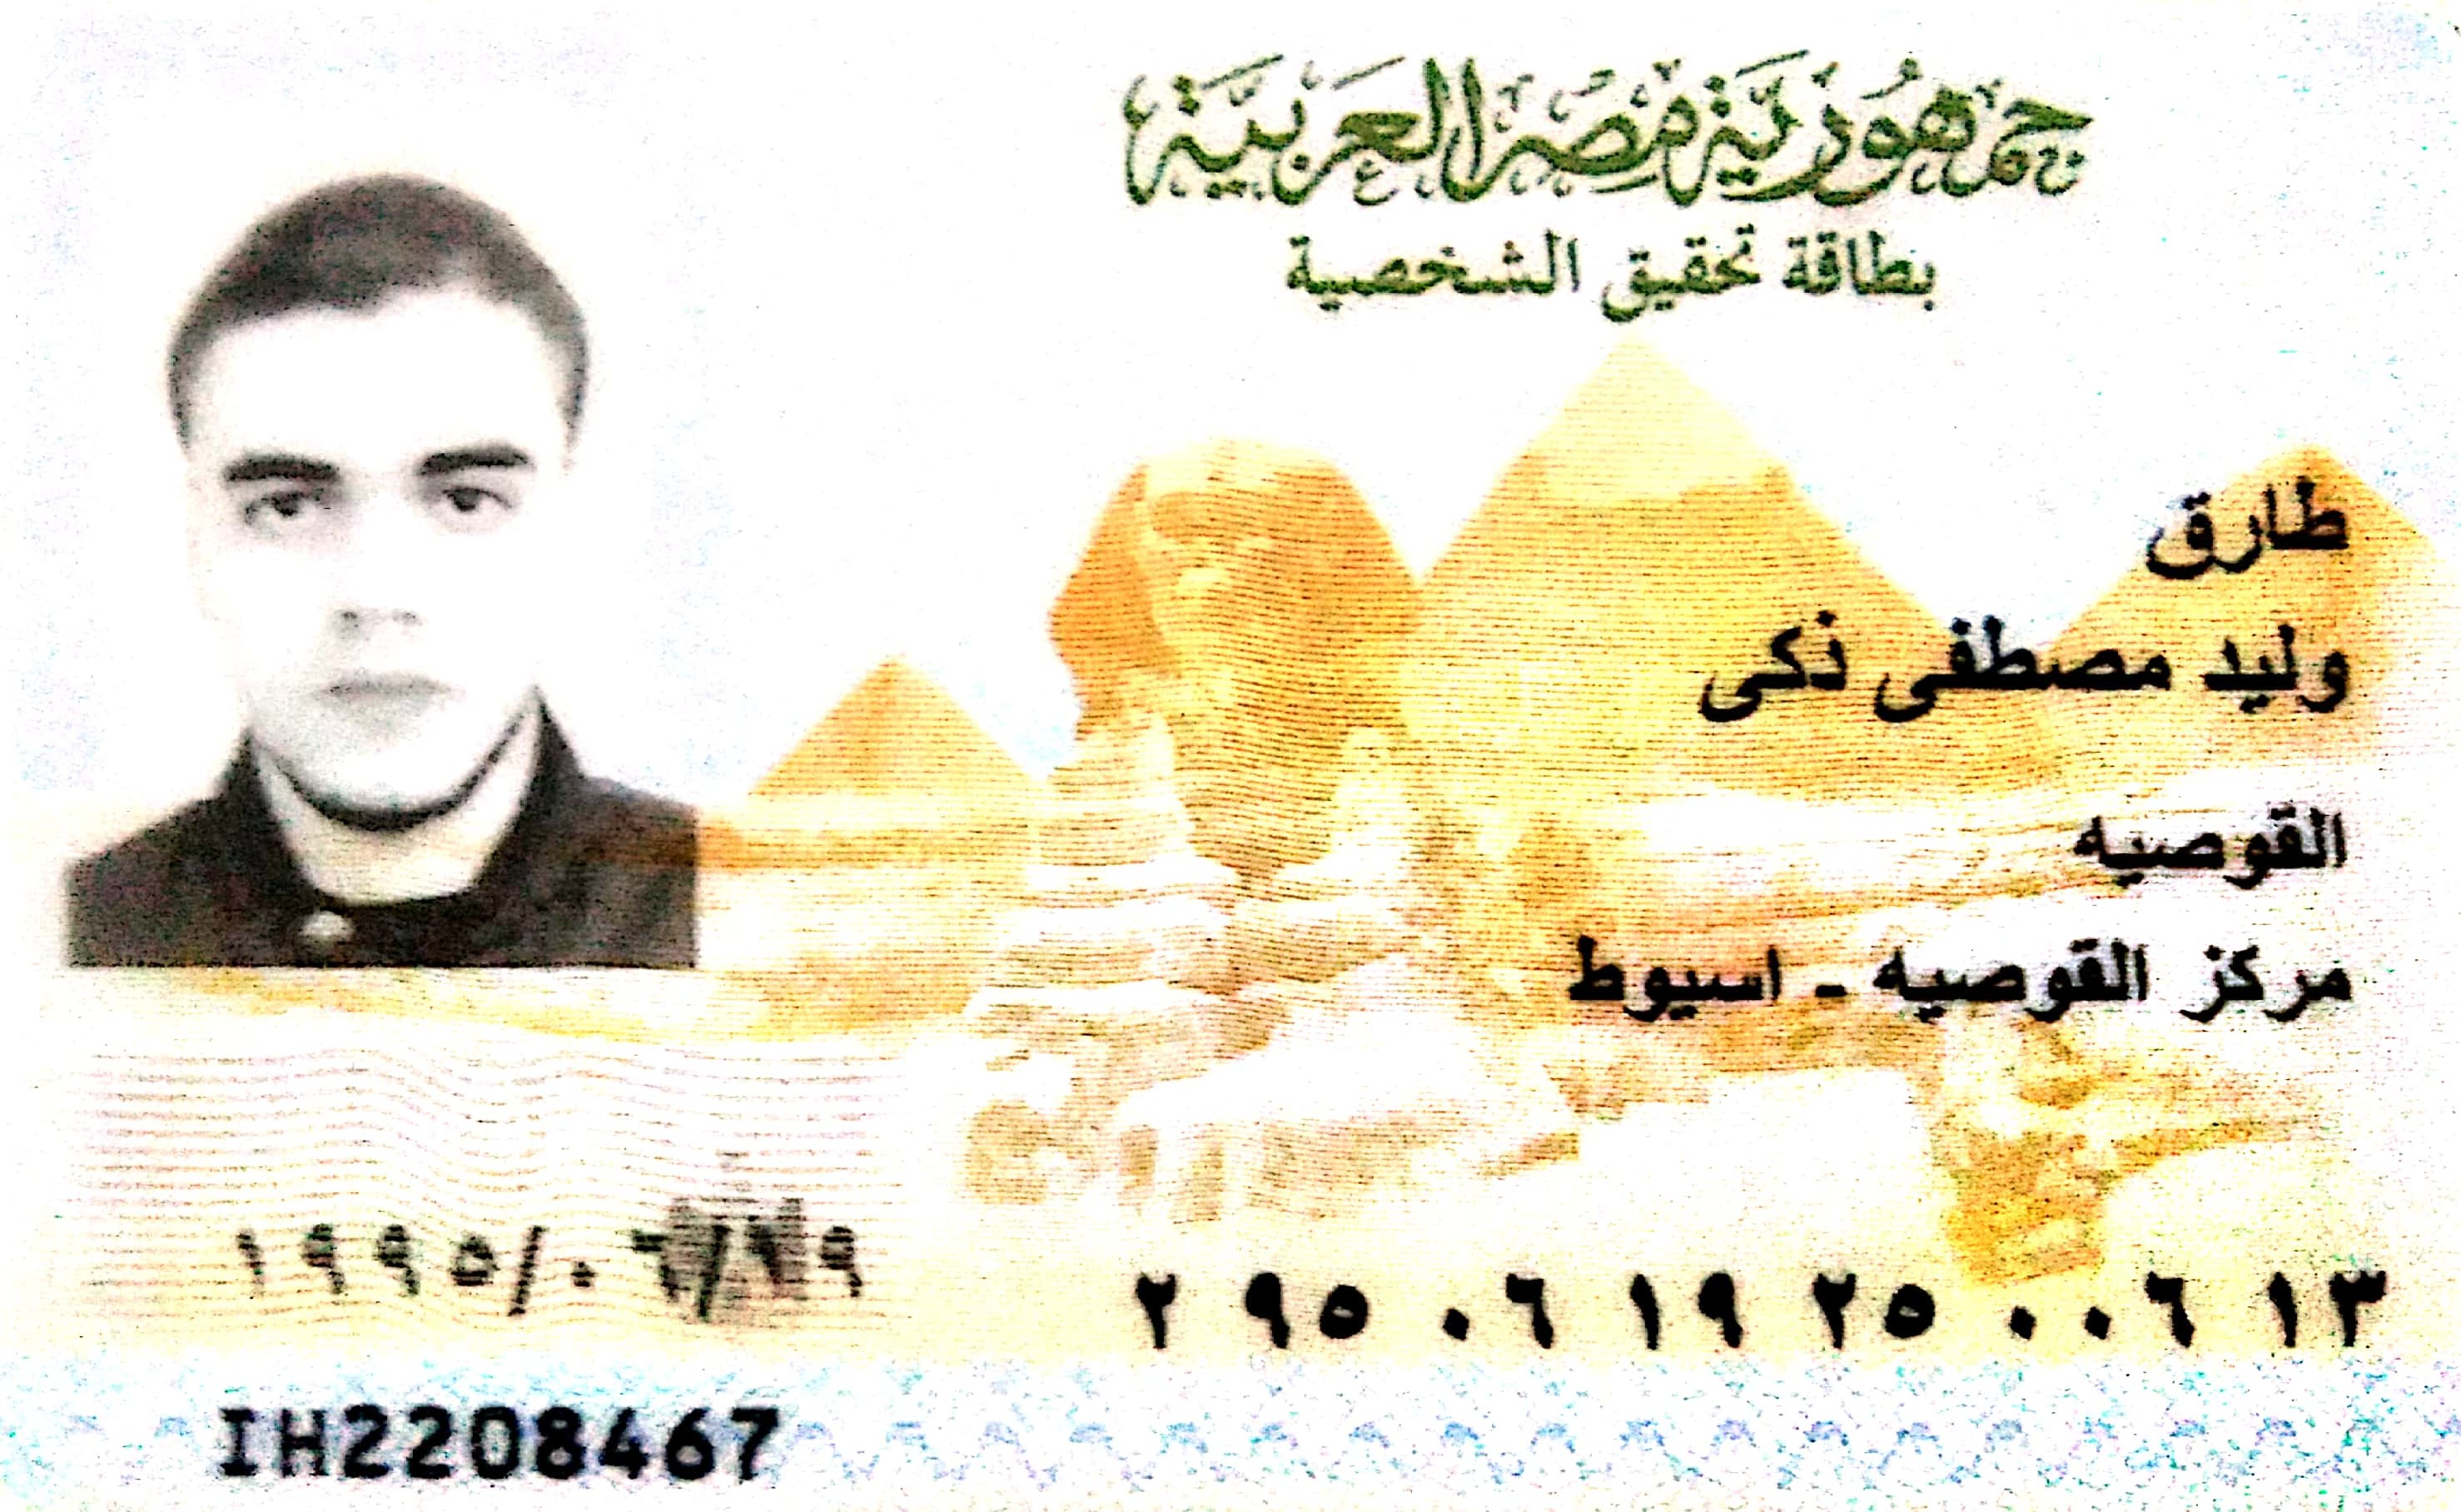 جمهورية مصر العربية
بطاقة تحقيق الشخصية
طارق
وليد مصطفى ذكى
القوصيه
مركز القوصيه - اسيوط
٢ ٩٥ ٠٦ ١٩ ٢٥ ٠٠٦ ١٣
١٩٩٥/٠٦/١٩
IH2208467